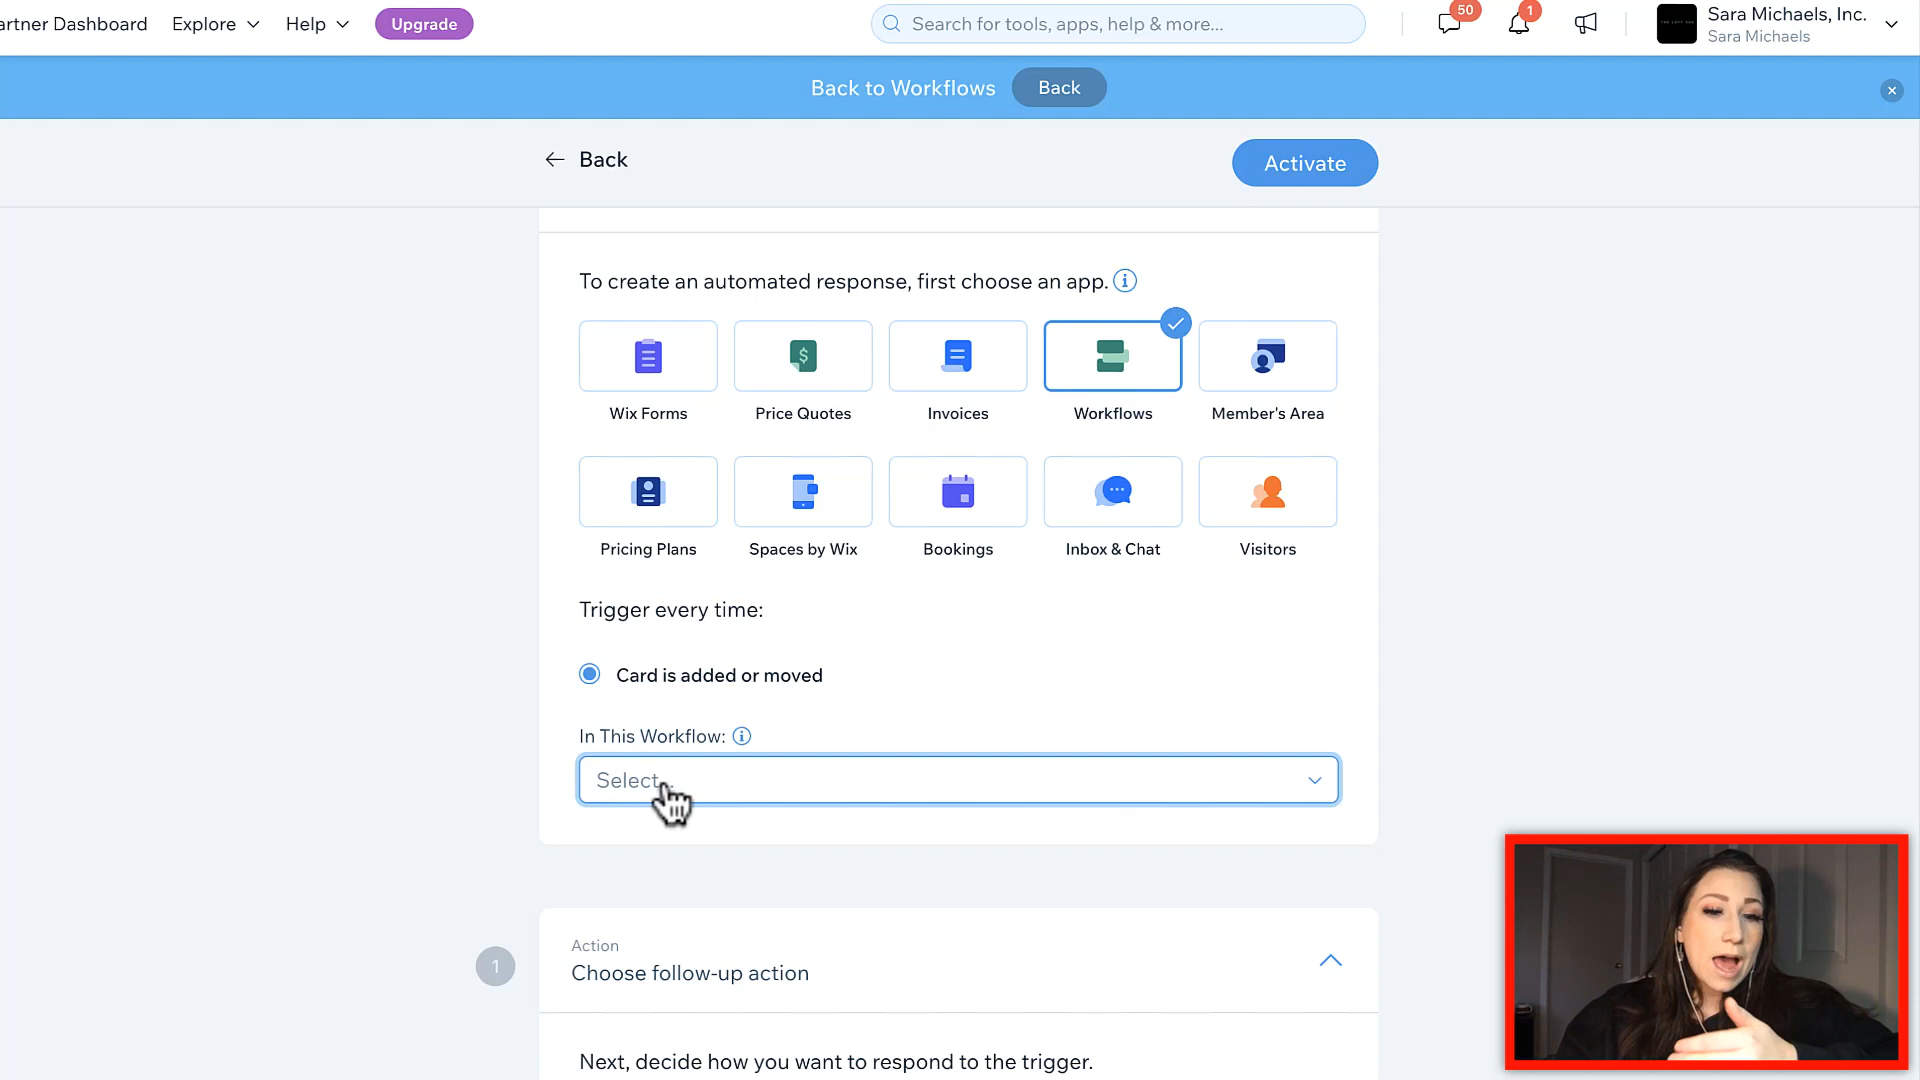 artner Dashboard
Explore
Help
Upgrade
Search for tools, apps, help & more...
50
1
Sara Michaels, Inc.
Sara Michaels
Back to Workflows
Back
Back
Activate
To create an automated response, first choose an app.
Wix Forms
Price Quotes
Invoices
Workflows
Member's Area
Pricing Plans
Spaces by Wix
Bookings
Inbox & Chat
Visitors
Trigger every time:
Card is added or moved
In This Workflow:
Select
1
Action
Choose follow-up action
Next, decide how you want to respond to the trigger.